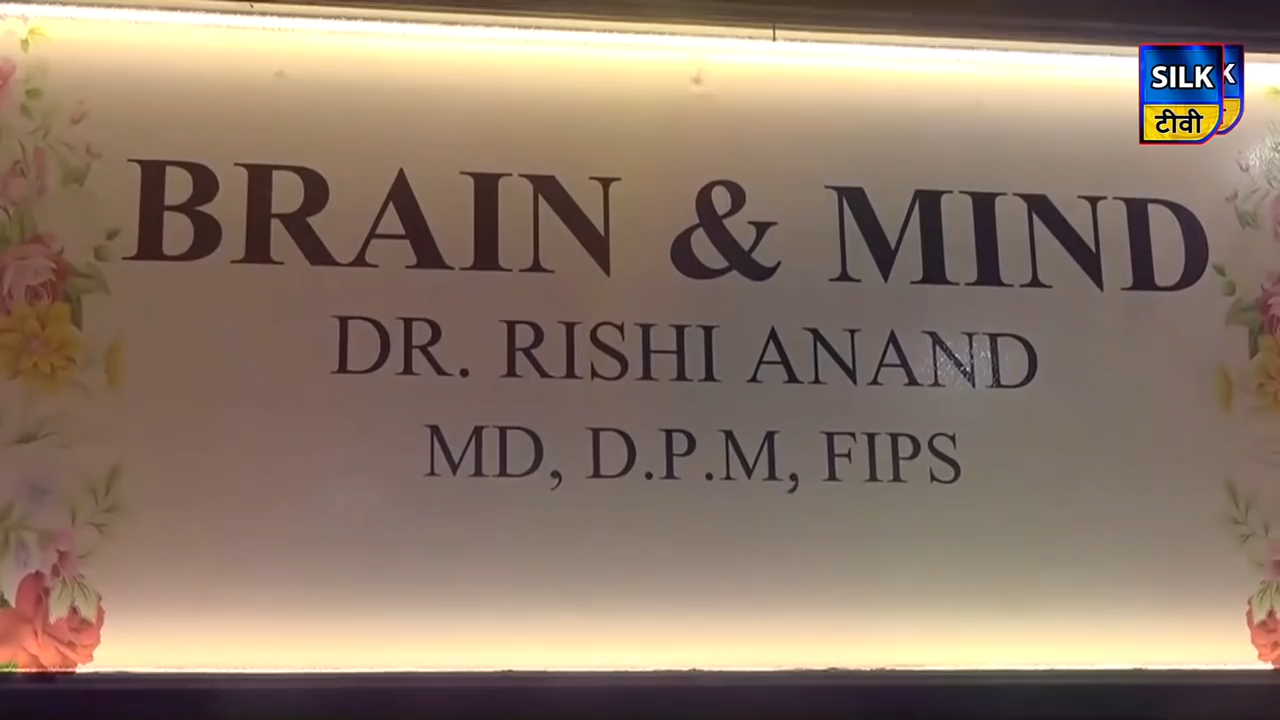 SILK
टीवी
BRAIN & MIND
DR. RISHI ANAND
MD, D.P.M, FIPS